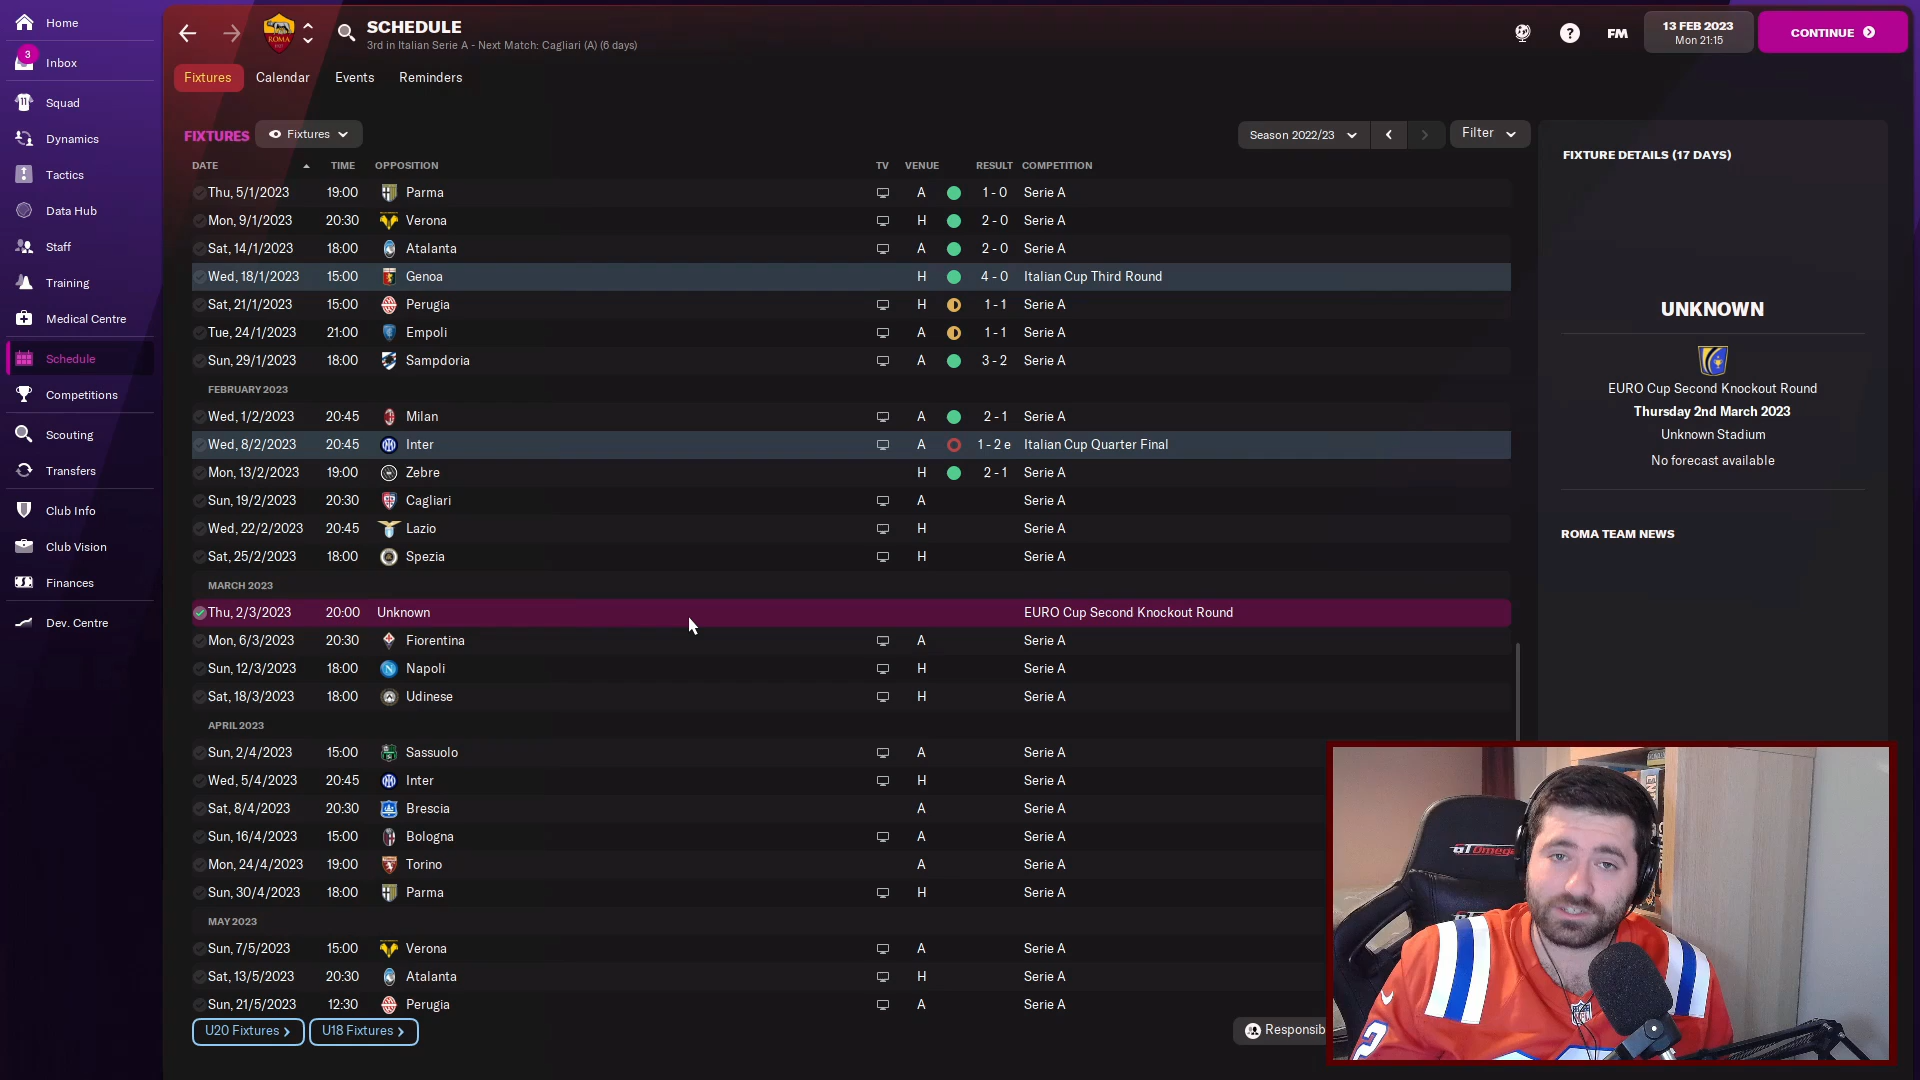 Home
3
Inbox
Squad
Dynamics
Tactics
Data Hub
Staff
Training
Medical Centre
Schedule
Competitions
Scouting
Transfers
Club Info
Club Vision
Finances
Dev. Centre
ROMA
SCHEDULE
3rd in Italian Serie A - Next Match: Cagliari (A) (6 days)
?
FM
13 FEB 2023
Mon 21:15
CONTINUE
Fixtures Calendar Events Reminders
FIXTURES Fixtures Season 2022/23 Filter
DATE TIME OPPOSITION TV VENUE RESULT COMPETITION
Thu, 5/1/2023 19:00 Parma A 1 - 0 Serie A
Mon, 9/1/2023 20:30 Verona H 2 - 0 Serie A
Sat, 14/1/2023 18:00 Atalanta A 2 - 0 Serie A
Wed, 18/1/2023 15:00 Genoa H 4 - 0 Italian Cup Third Round
Sat, 21/1/2023 15:00 Perugia H 1 - 1 Serie A
Tue, 24/1/2023 21:00 Empoli A 1 - 1 Serie A
Sun, 29/1/2023 18:00 Sampdoria A 3 - 2 Serie A
FEBRUARY 2023
Wed, 1/2/2023 20:45 Milan A 2 - 1 Serie A
Wed, 8/2/2023 20:45 Inter A 1 - 2 e Italian Cup Quarter Final
Mon, 13/2/2023 19:00 Zebre H 2 - 1 Serie A
Sun, 19/2/2023 20:30 Cagliari A Serie A
Wed, 22/2/2023 20:45 Lazio H Serie A
Sat, 25/2/2023 18:00 Spezia H Serie A
MARCH 2023
Thu, 2/3/2023 20:00 Unknown EURO Cup Second Knockout Round
Mon, 6/3/2023 20:30 Fiorentina A Serie A
Sun, 12/3/2023 18:00 Napoli H Serie A
Sat, 18/3/2023 18:00 Udinese H Serie A
APRIL 2023
Sun, 2/4/2023 15:00 Sassuolo A Serie A
Wed, 5/4/2023 20:45 Inter H Serie A
Sat, 8/4/2023 20:30 Brescia A Serie A
Sun, 16/4/2023 15:00 Bologna A Serie A
Mon, 24/4/2023 19:00 Torino A Serie A
Sun, 30/4/2023 18:00 Parma H Serie A
MAY 2023
Sun, 7/5/2023 15:00 Verona A Serie A
Sat, 13/5/2023 20:30 Atalanta H Serie A
Sun, 21/5/2023 12:30 Perugia A Serie A
U20 Fixtures U18 Fixtures
Responsib
FIXTURE DETAILS (17 DAYS)
UNKNOWN
EURO Cup Second Knockout Round
Thursday 2nd March 2023
Unknown Stadium
No forecast available
ROMA TEAM NEWS
GTOmega
GT
NFL
2